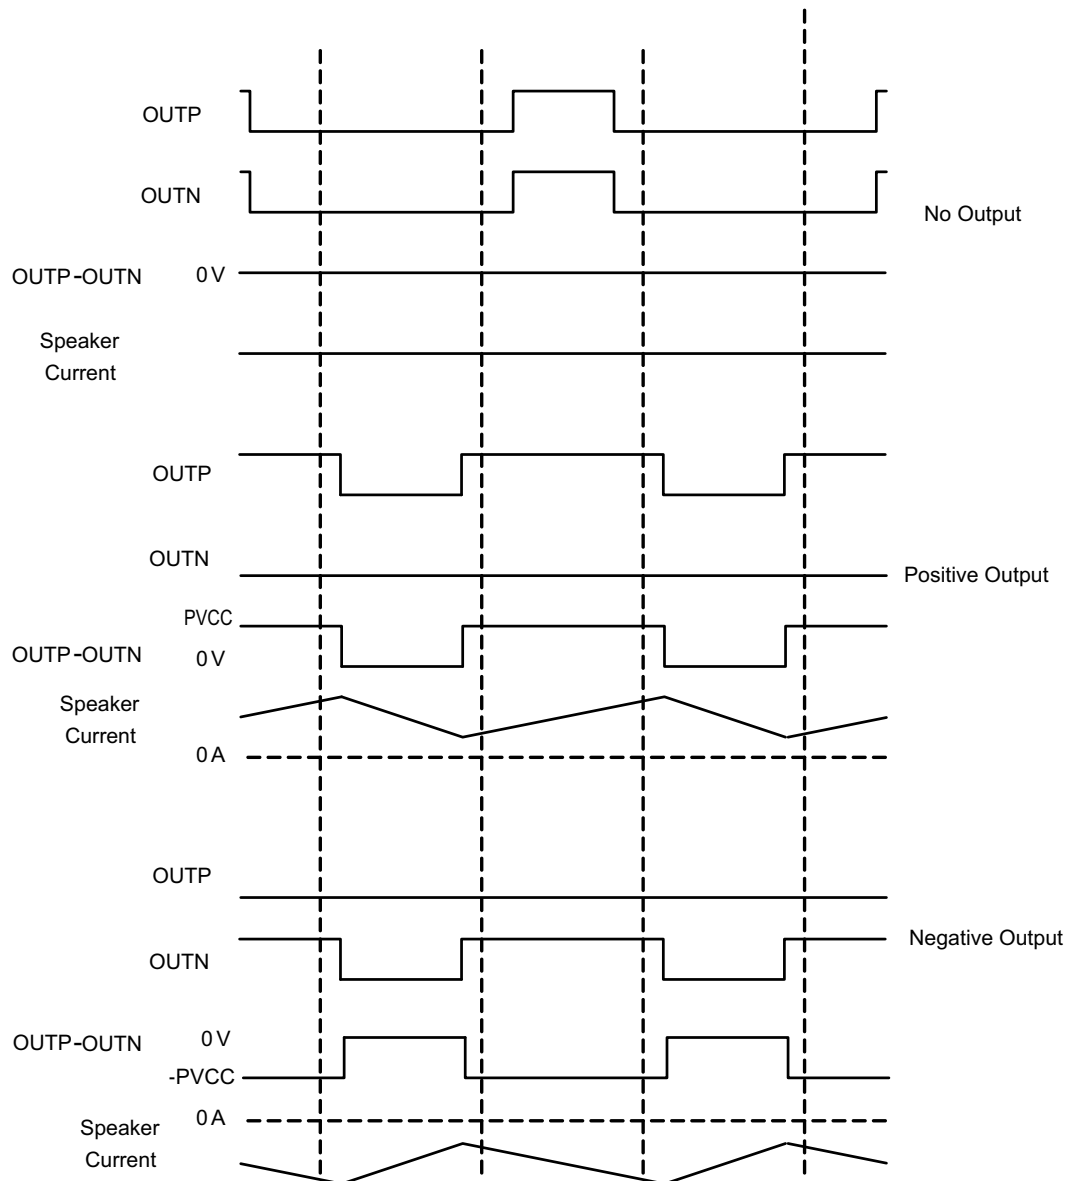 OUTP
OUTN
No Output
OUTP-OUTN 0 V
Speaker
Current
OUTP
OUTN
Positive Output
PVCC
OUTP-OUTN 0 V
Speaker
Current
0 A
OUTP
Negative Output
OUTN
OUTP-OUTN 0 V
-PVCC
0 A
Speaker
Current